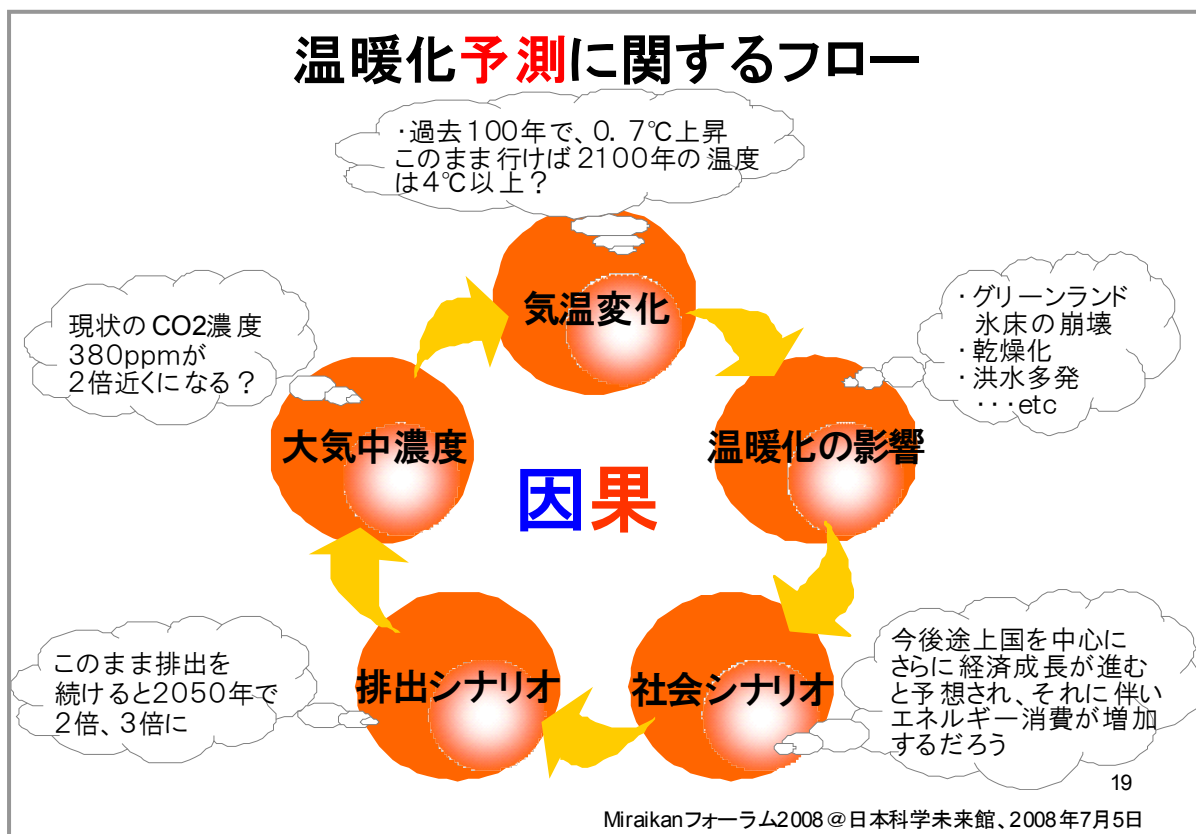 温暖化予測に関するフロー
・過去100年で、0.7℃上昇
このまま行けば2100年の温度
は4℃以上?
気温変化
現状のCO2濃度
380ppmが
2倍近くになる?
・グリーンランド
氷床の崩壊
・乾燥化
・洪水多発
・・・etc
大気中濃度
温暖化の影響
因果
このまま排出を
続けると2050年で
2倍、3倍に
排出シナリオ
社会シナリオ
今後途上国を中心に
さらに経済成長が進む
と予想され、それに伴い
エネルギー消費が増加
するだろう
19
Miraikanフォーラム2008@日本科学未来館、2008年7月5日